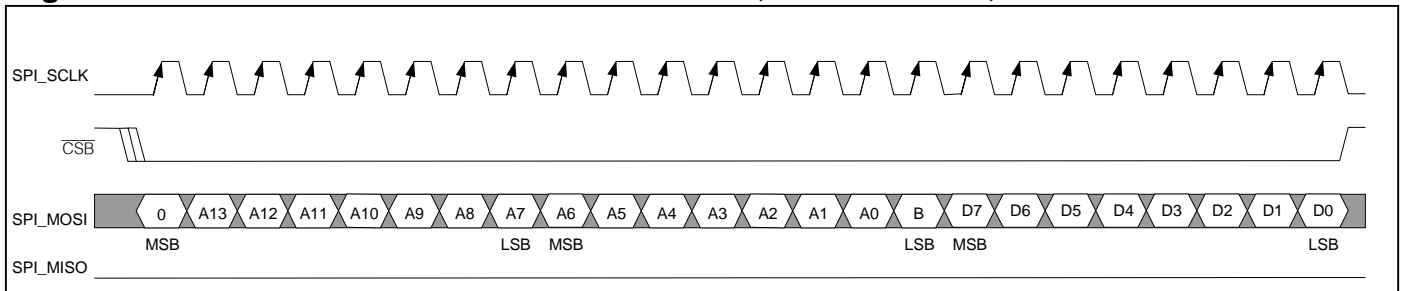 SPI_SCLK
CSB
SPI_MOSI 0 A13 A12 A11 A10 A9 A8 A7 A6 A5 A4 A3 A2 A1 A0 B D7 D6 D5 D4 D3 D2 D1 D0
MSB LSB MSB LSB MSB LSB
SPI_MISO